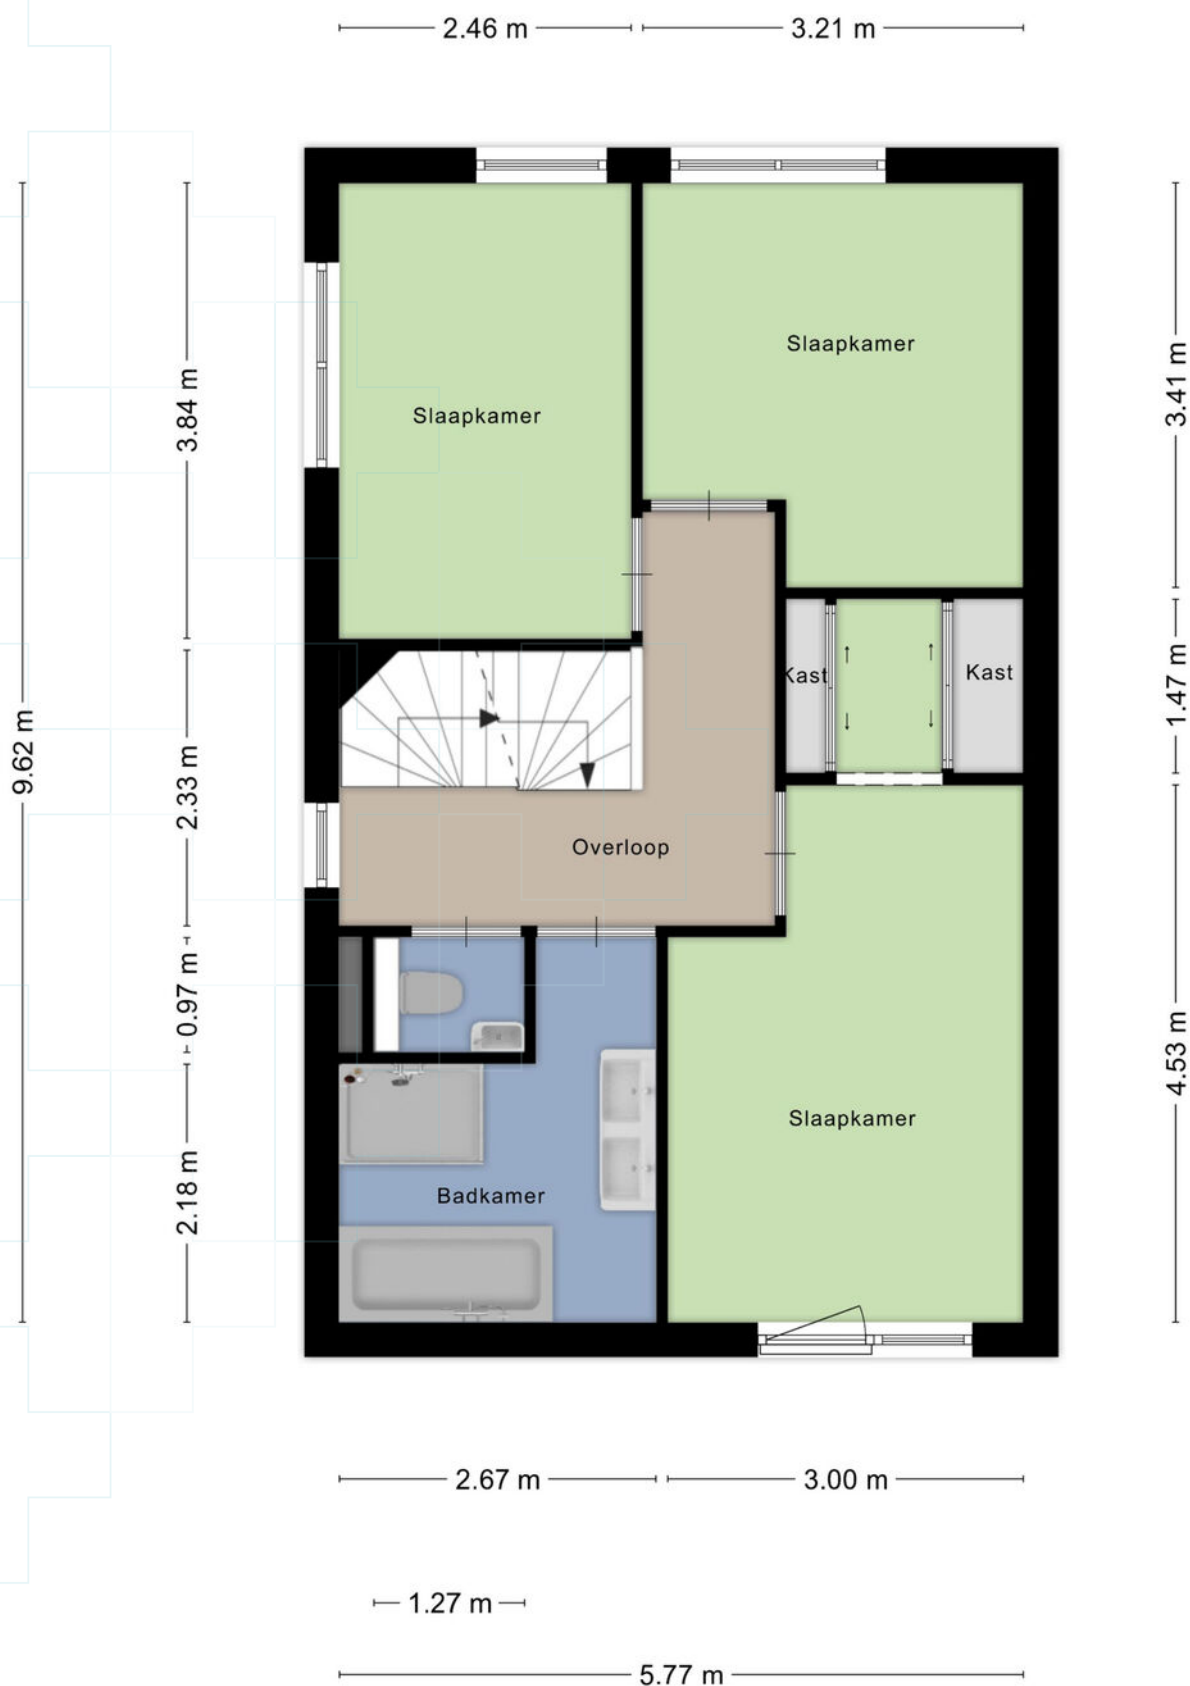 2.46 m
3.21 m
3.84 m
3.41 m
Slaapkamer
Slaapkamer
Kast
Kast
1.47 m
9.62 m
2.33 m
Overloop
0.97 m
4.53 m
Slaapkamer
2.18 m
Badkamer
2.67 m
3.00 m
1.27 m
5.77 m